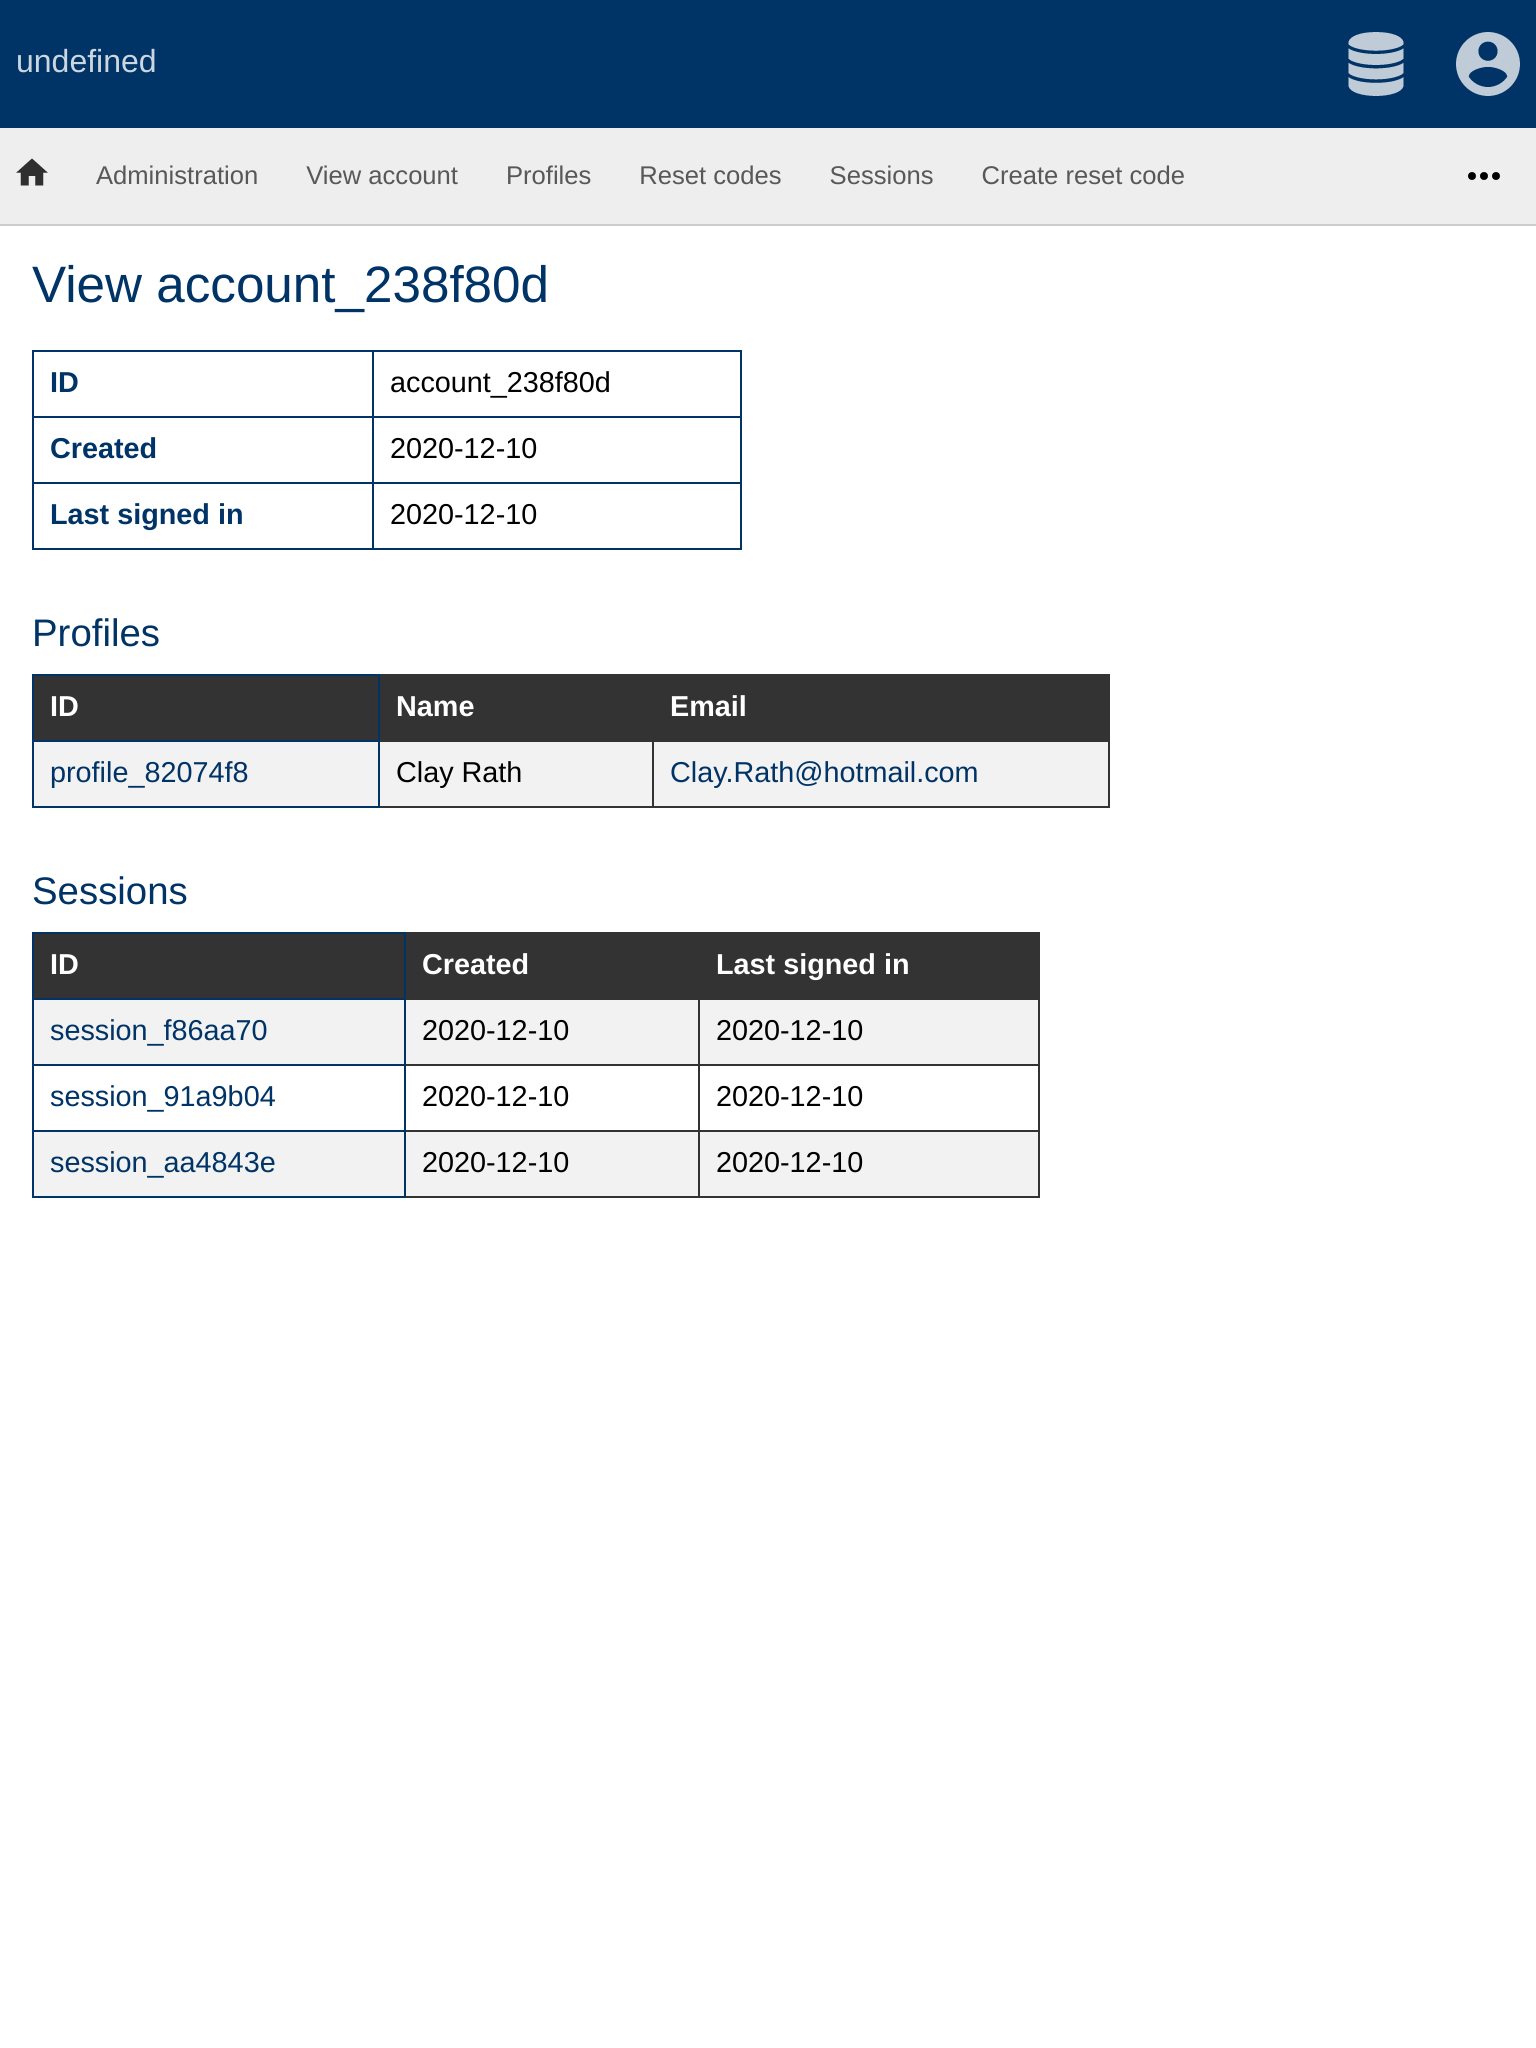 undefined
Administration View account Profiles Reset codes Sessions Create reset code
View account_238f80d
ID account_238f80d
Created 2020-12-10
Last signed in 2020-12-10
Profiles
ID Name Email
profile_82074f8 Clay Rath Clay.Rath@hotmail.com
Sessions
ID Created Last signed in
session_f86aa70 2020-12-10 2020-12-10
session_91a9b04 2020-12-10 2020-12-10
session_aa4843e 2020-12-10 2020-12-10